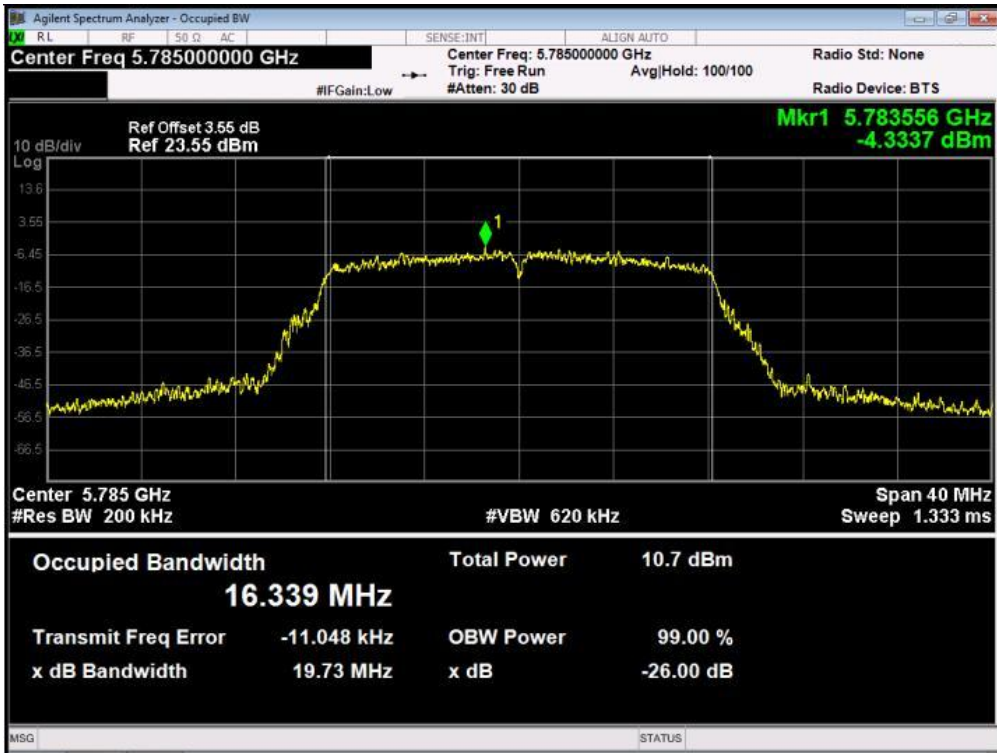 Agilent Spectrum Analyzer - Occupied BW
RL RF 50 Ω AC SENSE:INT ALIGN AUTO
Center Freq 5.785000000 GHz
Center Freq: 5.785000000 GHz
Radio Std: None
Trig: Free Run Avg|Hold: 100/100
#IFGain:Low
#Atten: 30 dB
Radio Device: BTS
Mkr1 5.783556 GHz
-4.3337 dBm
Ref Offset 3.55 dB
10 dB/div Ref 23.55 dBm
Log
13.6
3.55
1
-6.45
-16.5
-26.5
-36.5
-46.5
-56.5
-66.5
Center 5.785 GHz Span 40 MHz
#Res BW 200 kHz #VBW 620 kHz Sweep 1.333 ms
Occupied Bandwidth Total Power 10.7 dBm
16.339 MHz
Transmit Freq Error -11.048 kHz OBW Power 99.00 %
x dB Bandwidth 19.73 MHz x dB -26.00 dB
MSG STATUS